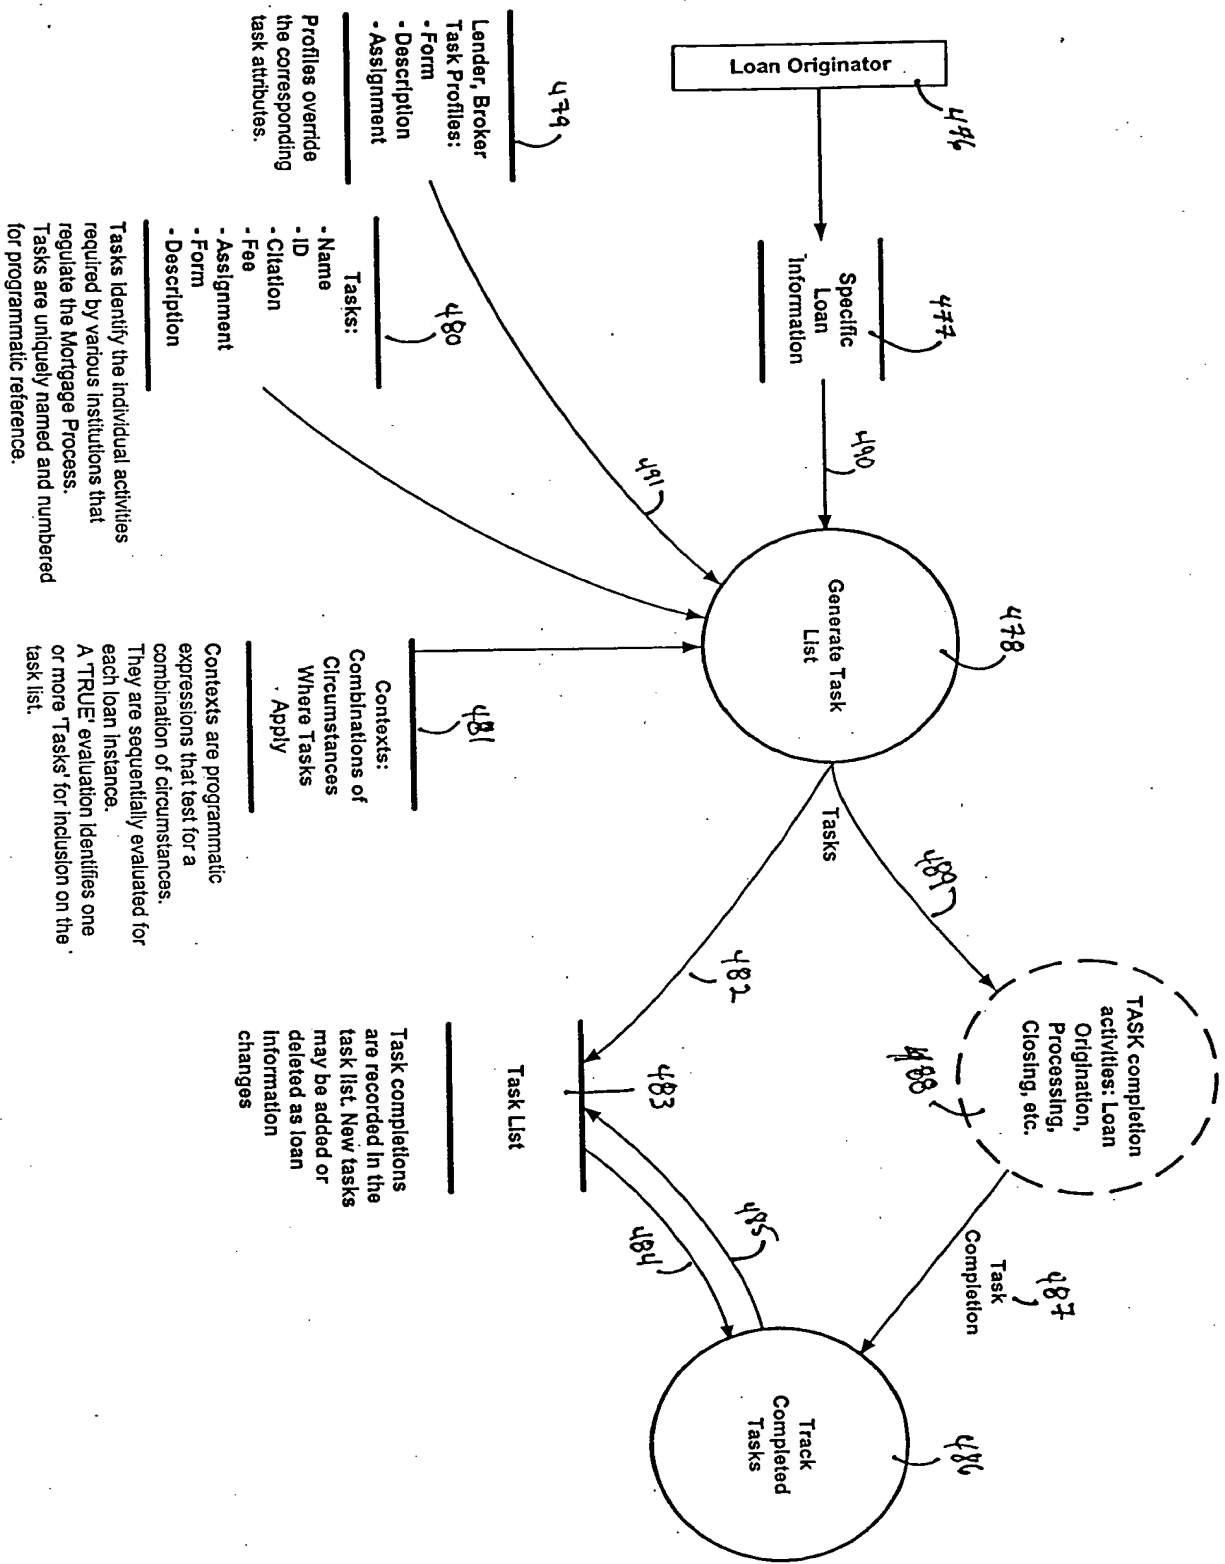 Loan Originator
496
Specific
Loan
Information
477
490
Generate Task
List
478
491
479
Lender, Broker
Task Profiles:
- Form
- Description
- Assignment
Profiles override
the corresponding
task attributes.
480
Tasks:
- Name
- ID
- Citation
- Fee
- Assignment
- Form
- Description
Tasks identify the individual activities
required by various institutions that
regulate the Mortgage Process.
Tasks are uniquely named and numbered
for programmatic reference.
481
Contexts:
Combinations of
Circumstances
Where Tasks
Apply
Contexts are programmatic
expressions that test for a
combination of circumstances.
They are sequentially evaluated for
each loan instance.
A 'TRUE' evaluation identifies one
or more 'Tasks' for inclusion on the
task list.
Tasks
489
482
TASK completion
activities: Loan
Origination,
Processing,
Closing, etc.
488
483
Task List
Task completions
are recorded in the
task list. New tasks
may be added or
deleted as loan
information
changes
485
484
487
Task
Completion
Track
Completed
Tasks
486